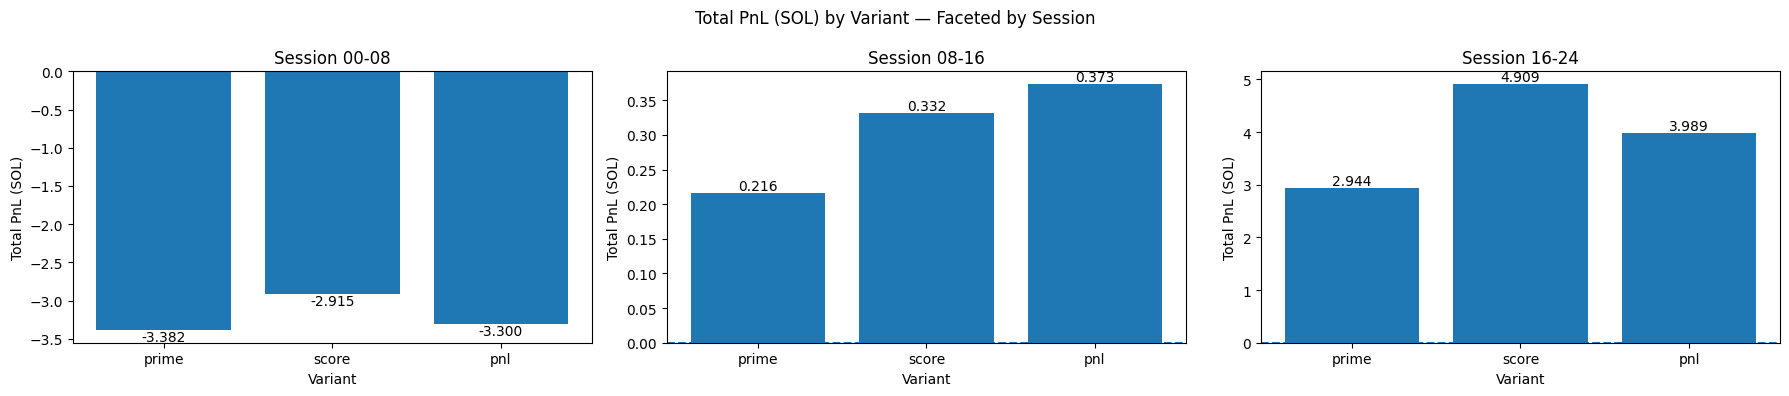 Total PnL (SOL) by Variant — Faceted by Session
Session 00-08
Total PnL (SOL)
0.0
−0.5
−1.0
−1.5
−2.0
−2.5
−3.0
−3.5
-3.382
-2.915
-3.300
prime
score
pnl
Variant
Session 08-16
Total PnL (SOL)
0.35
0.30
0.25
0.20
0.15
0.10
0.05
0.00
0.216
0.332
0.373
prime
score
pnl
Variant
Session 16-24
Total PnL (SOL)
5
4
3
2
1
0
2.944
4.909
3.989
prime
score
pnl
Variant